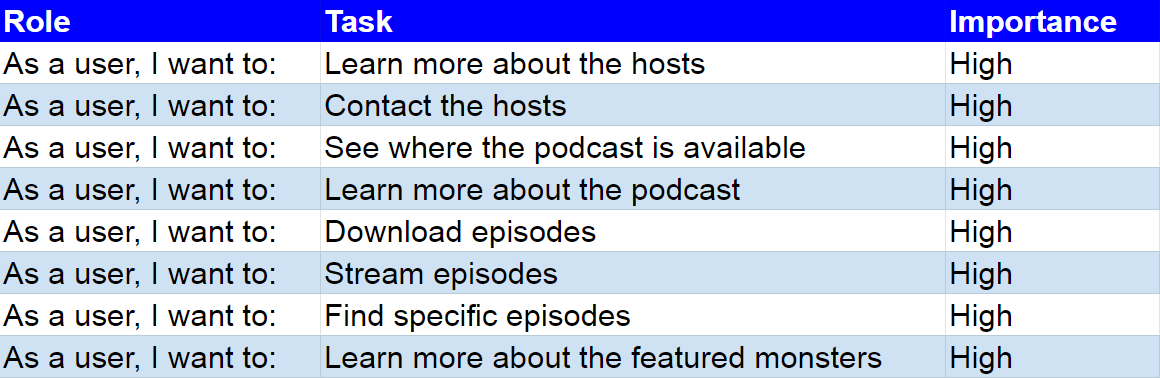 Role Task Importance
As a user, I want to: Learn more about the hosts High
As a user, I want to: Contact the hosts High
As a user, I want to: See where the podcast is available High
As a user, I want to: Learn more about the podcast High
As a user, I want to: Download episodes High
As a user, I want to: Stream episodes High
As a user, I want to: Find specific episodes High
As a user, I want to: Learn more about the featured monsters High